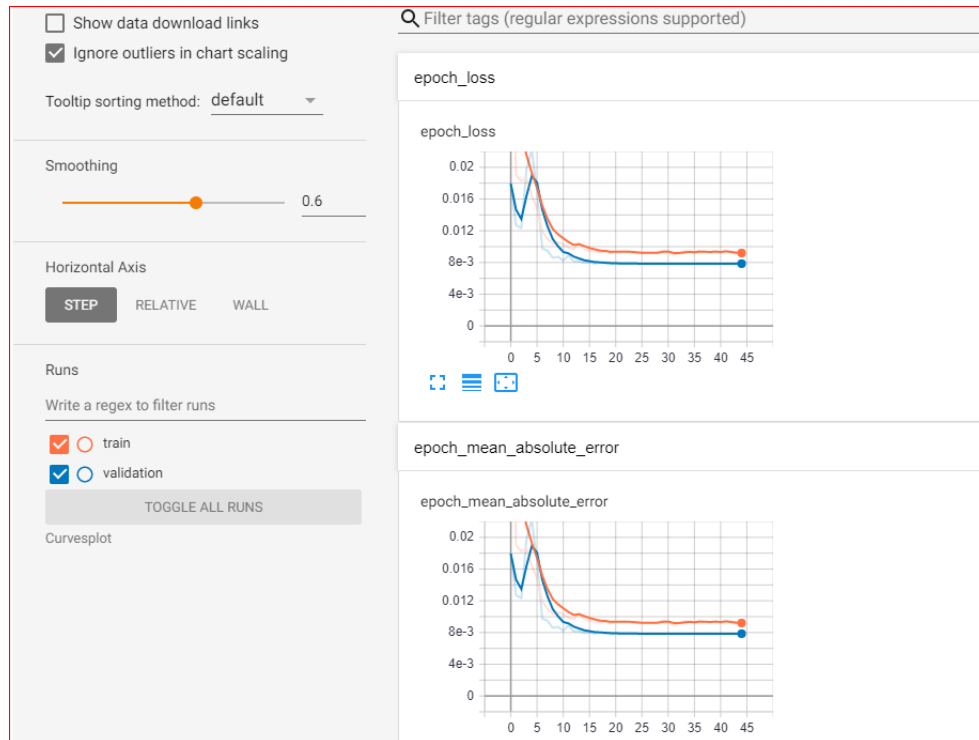 Show data download links
Ignore outliers in chart scaling
Tooltip sorting method: default
Smoothing
0.6
Horizontal Axis
STEP RELATIVE WALL
Runs
Write a regex to filter runs
train
validation
TOGGLE ALL RUNS
Curvesplot
Filter tags (regular expressions supported)
epoch_loss
epoch_loss
0.02
0.016
0.012
8e-3
4e-3
0
0 5 10 15 20 25 30 35 40 45
epoch_mean_absolute_error
epoch_mean_absolute_error
0.02
0.016
0.012
8e-3
4e-3
0
0 5 10 15 20 25 30 35 40 45